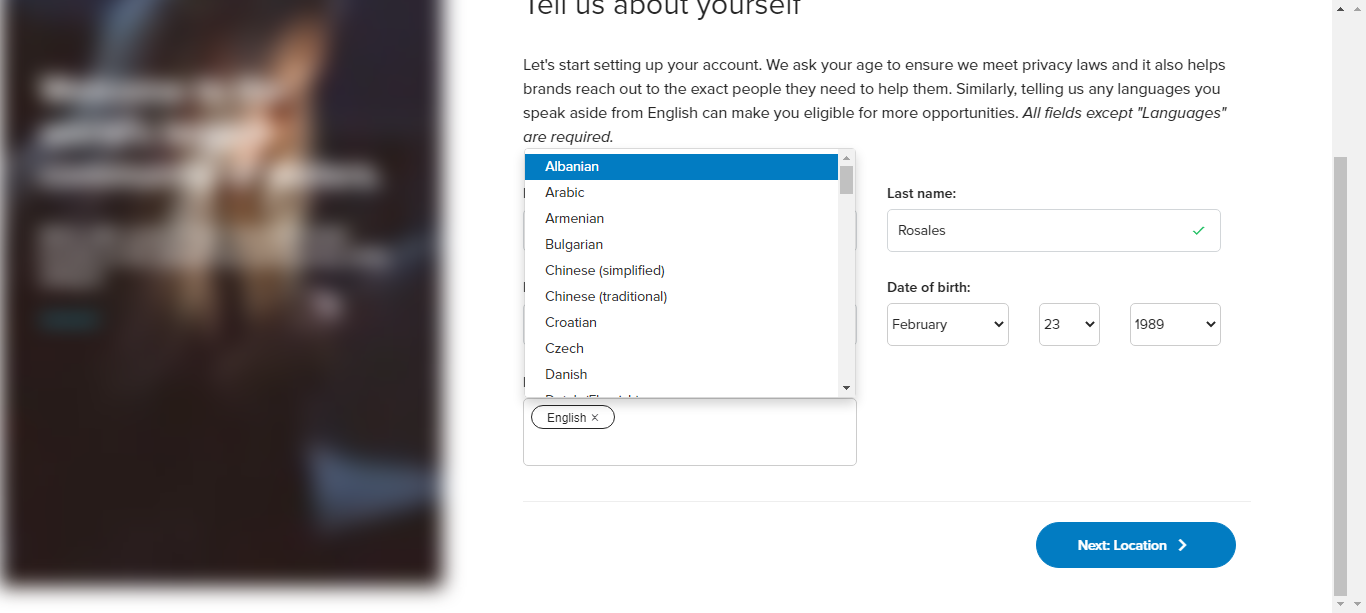 Tell us about yourself
Let's start setting up your account. We ask your age to ensure we meet privacy laws and it also helps
brands reach out to the exact people they need to help them. Similarly, telling us any languages you
speak aside from English can make you eligible for more opportunities. All fields except "Languages"
are required.
Albanian
Arabic
Armenian
Bulgarian
Chinese (simplified)
Chinese (traditional)
Croatian
Czech
Danish
English ×
Last name:
Rosales
Date of birth:
February 23 1989
Next: Location